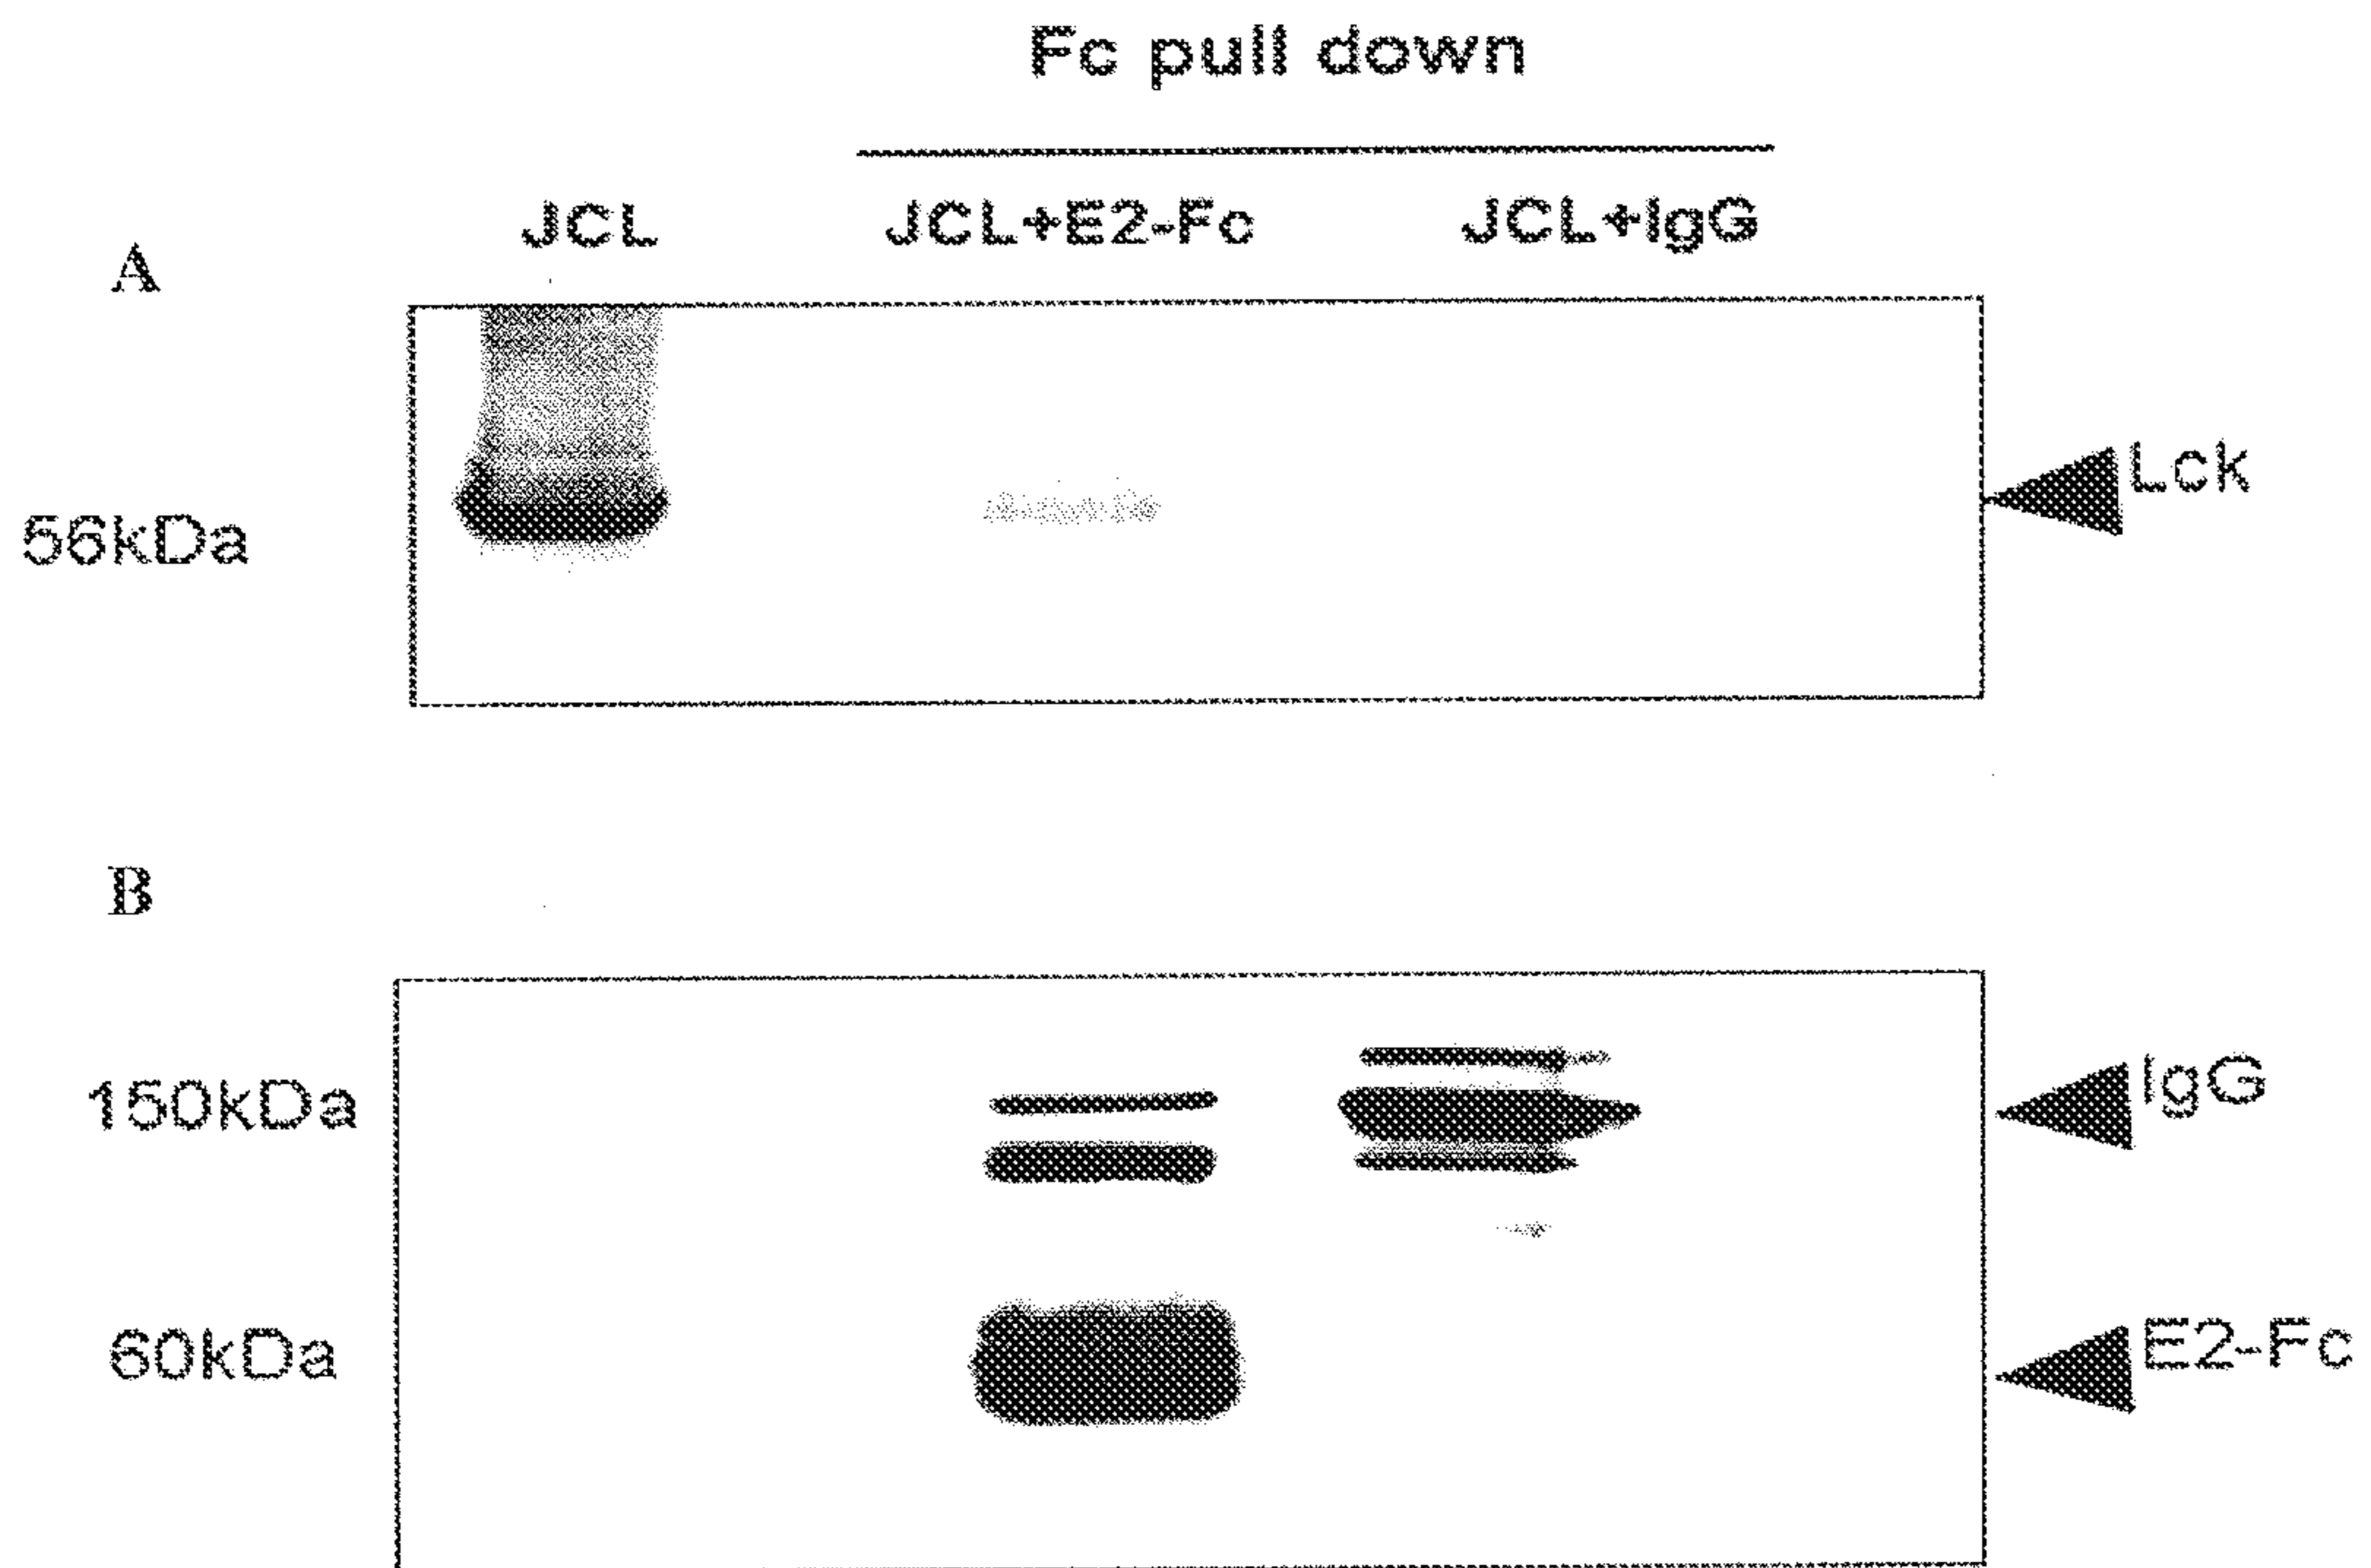 Fc pull down
JCL JCL+E2-Fc JCL+IgG
A
Lck
56kDa
B
150kDa IgG
60kDa E2-Fc